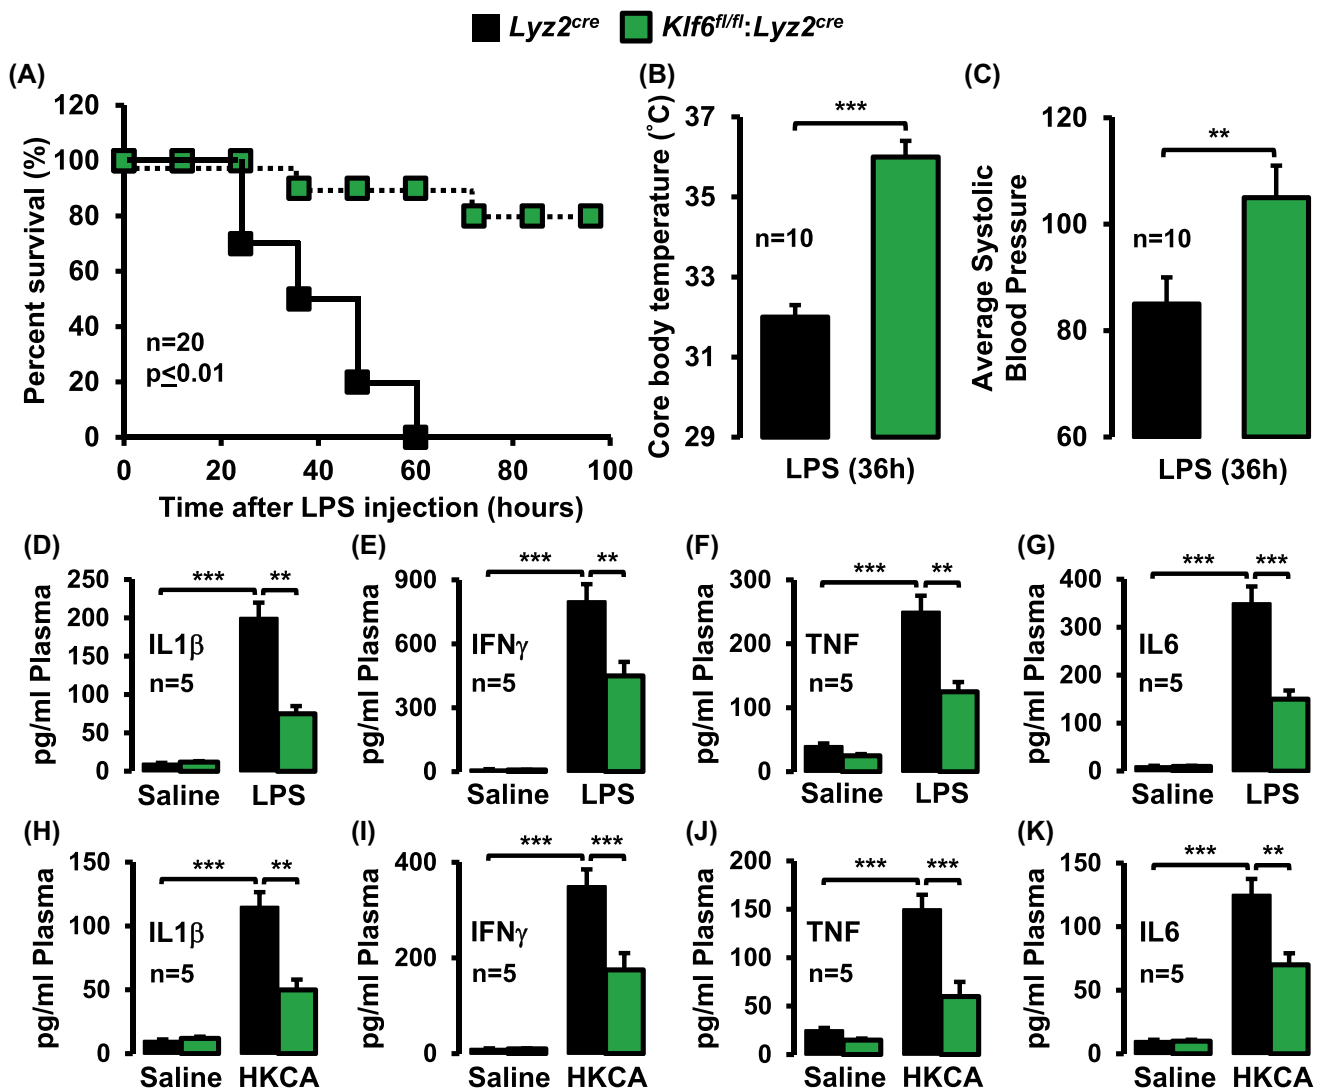 Lyz2cre Klf6fl/fl:Lyz2cre
(A)
120
100
80
60
40
20
0
Percent survival (%)
n=20
p≤0.01
0 20 40 60 80 100
Time after LPS injection (hours)
(B)
37
35
33
31
29
Core body temperature (˚C)
***
n=10
LPS (36h)
(C)
120
100
80
60
Average Systolic
Blood Pressure
**
n=10
LPS (36h)
(D)
250
200
150
100
50
0
pg/ml Plasma
*** **
IL1β
n=5
Saline LPS
(E)
900
600
300
0
pg/ml Plasma
*** **
IFNγ
n=5
Saline LPS
(F)
300
200
100
0
pg/ml Plasma
*** **
TNF
n=5
Saline LPS
(G)
400
300
200
100
0
pg/ml Plasma
*** ***
IL6
n=5
Saline LPS
(H)
150
100
50
0
pg/ml Plasma
*** **
IL1β
n=5
Saline HKCA
(I)
400
200
0
pg/ml Plasma
*** ***
IFNγ
n=5
Saline HKCA
(J)
200
150
100
50
0
pg/ml Plasma
*** ***
TNF
n=5
Saline HKCA
(K)
150
100
50
0
pg/ml Plasma
*** **
IL6
n=5
Saline HKCA